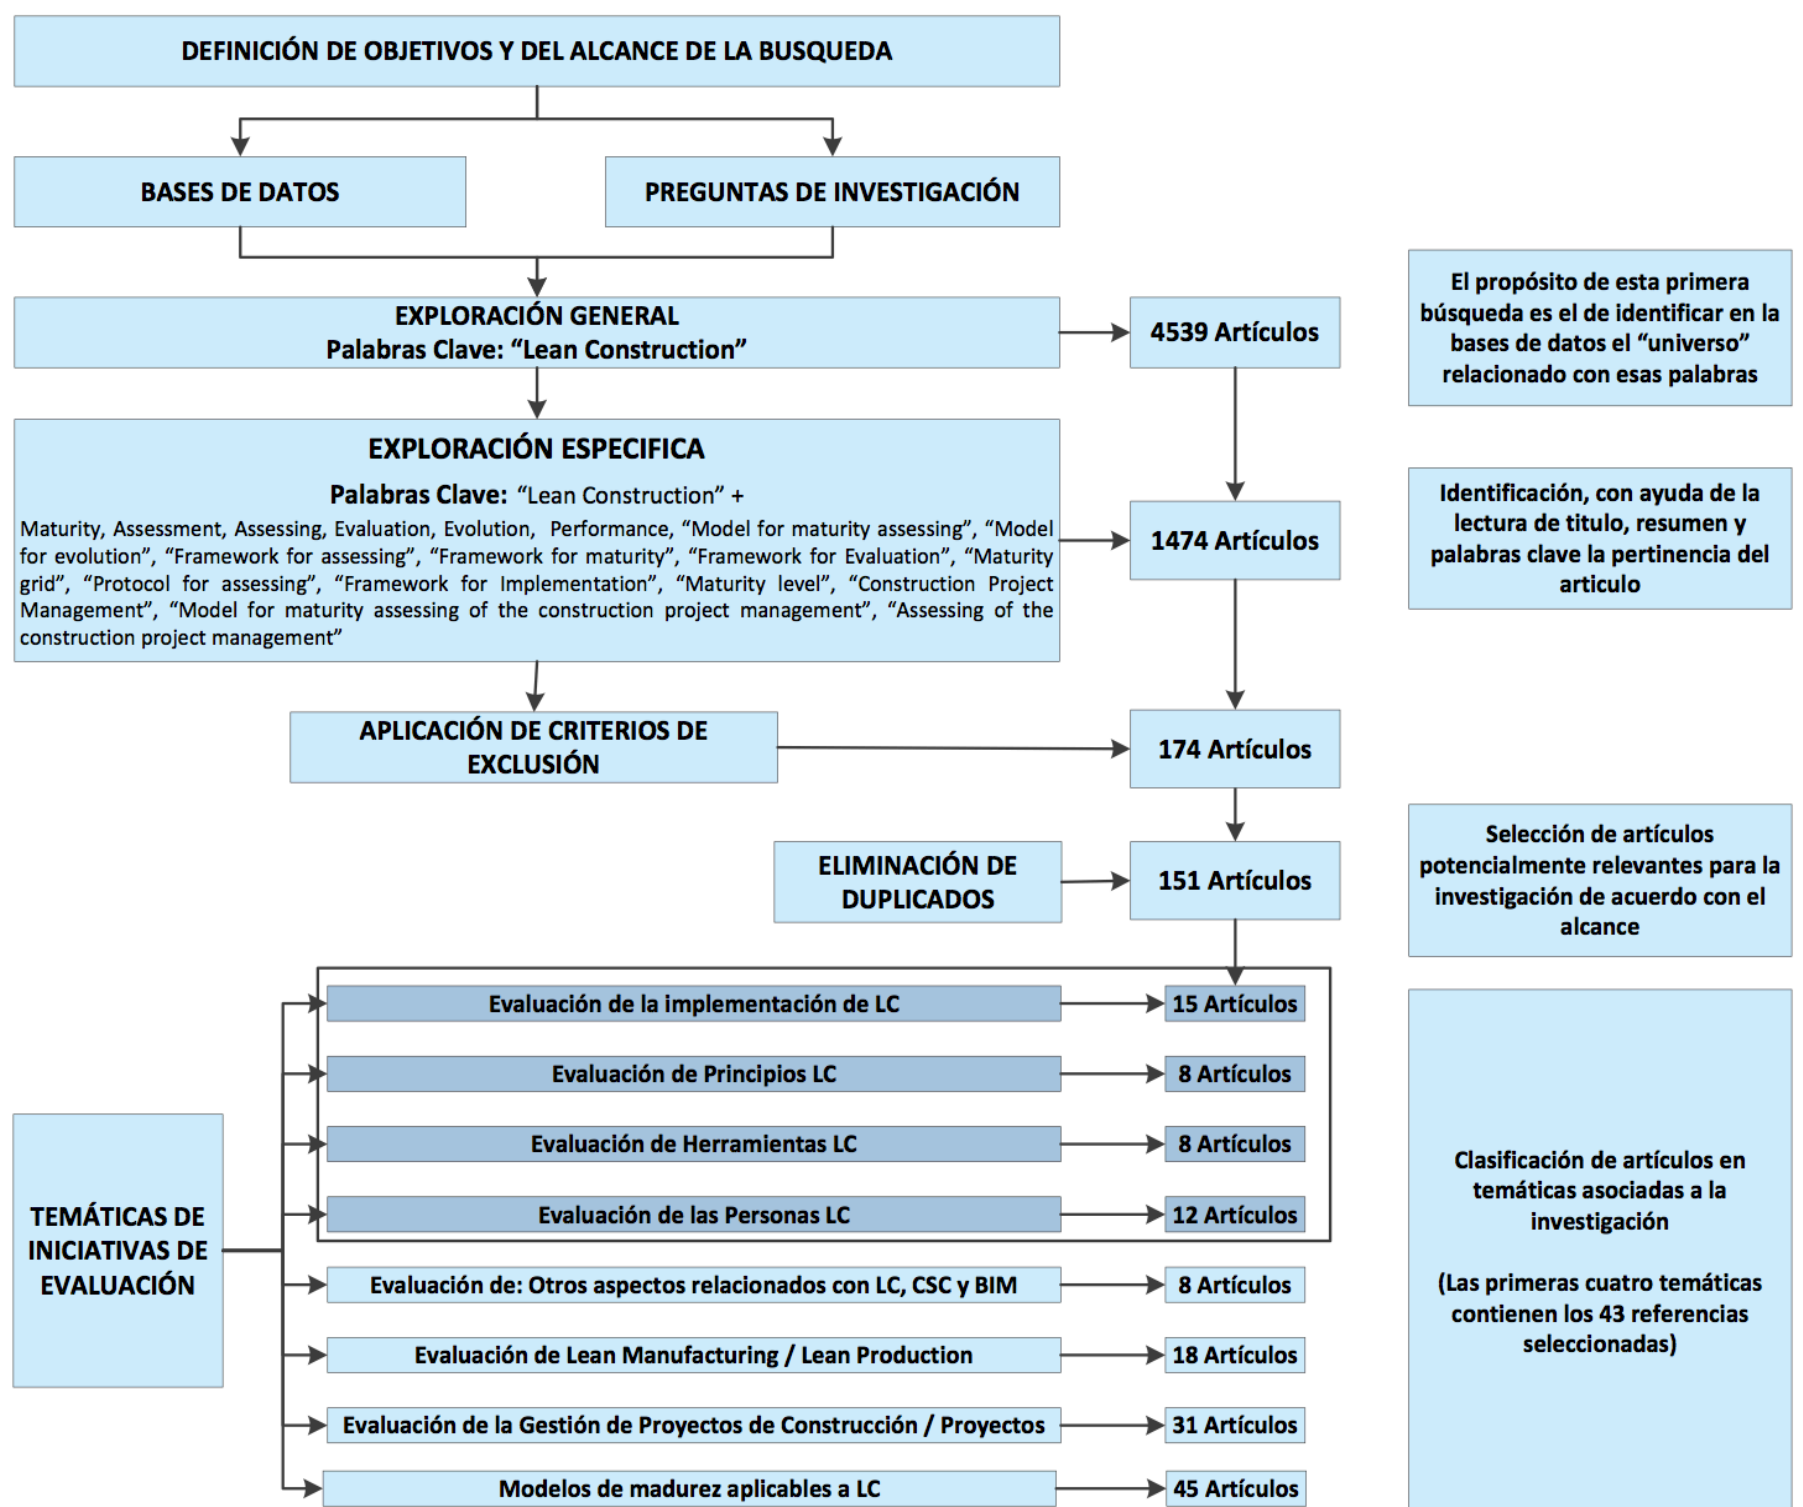 DEFINICIÓN DE OBJETIVOS Y DEL ALCANCE DE LA BUSQUEDA
BASES DE DATOS
PREGUNTAS DE INVESTIGACIÓN
EXPLORACIÓN GENERAL
Palabras Clave: “Lean Construction”
4539 Artículos
El propósito de esta primera
búsqueda es el de identificar en la
bases de datos el “universo”
relacionado con esas palabras
EXPLORACIÓN ESPECIFICA
Palabras Clave: “Lean Construction” +
Maturity, Assessment, Assessing, Evaluation, Evolution, Performance, “Model for maturity assessing”, “Model
for evolution”, “Framework for assessing”, “Framework for maturity”, “Framework for Evaluation”, “Maturity
grid”, “Protocol for assessing”, “Framework for Implementation”, “Maturity level”, “Construction Project
Management”, “Model for maturity assessing of the construction project management”, “Assessing of the
construction project management”
1474 Artículos
Identificación, con ayuda de la
lectura de titulo, resumen y
palabras clave la pertinencia del
articulo
APLICACIÓN DE CRITERIOS DE
EXCLUSIÓN
174 Artículos
ELIMINACIÓN DE
DUPLICADOS
151 Artículos
Selección de artículos
potencialmente relevantes para la
investigación de acuerdo con el
alcance
TEMÁTICAS DE
INICIATIVAS DE
EVALUACIÓN
Evaluación de la implementación de LC
15 Artículos
Evaluación de Principios LC
8 Artículos
Evaluación de Herramientas LC
8 Artículos
Evaluación de las Personas LC
12 Artículos
Evaluación de: Otros aspectos relacionados con LC, CSC y BIM
8 Artículos
Evaluación de Lean Manufacturing / Lean Production
18 Artículos
Evaluación de la Gestión de Proyectos de Construcción / Proyectos
31 Artículos
Modelos de madurez aplicables a LC
45 Artículos
Clasificación de artículos en
temáticas asociadas a la
investigación
(Las primeras cuatro temáticas
contienen los 43 referencias
seleccionadas)